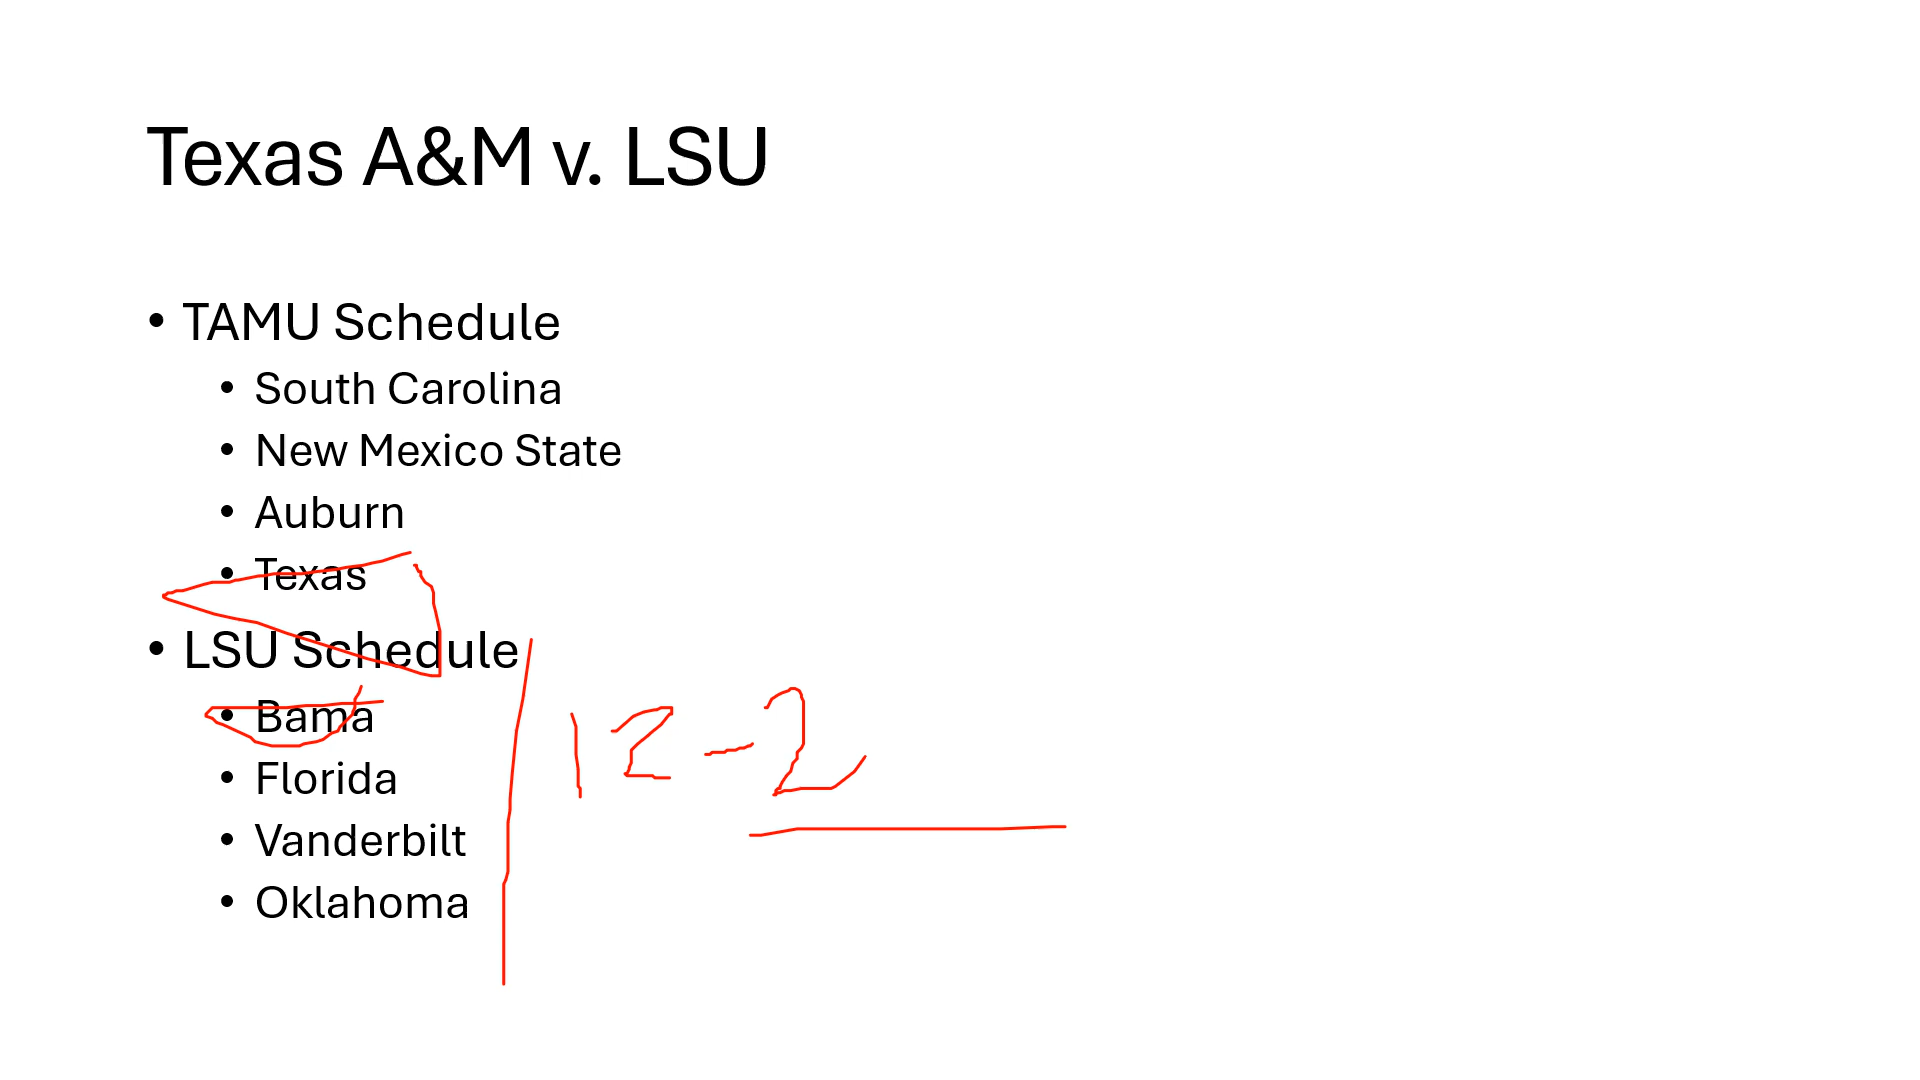 Texas A&M v. LSU
• TAMU Schedule
• South Carolina
• New Mexico State
• Auburn
• Texas
• LSU Schedule
• Bama
• Florida
• Vanderbilt
• Oklahoma
12-2